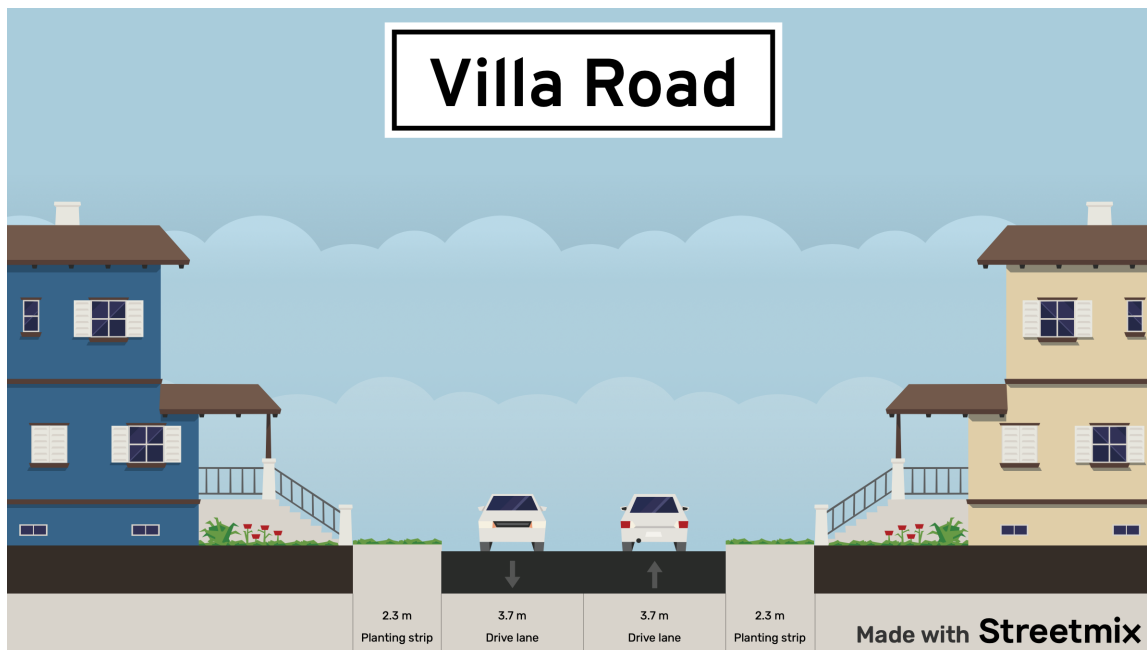 Villa Road
2.3 m
Planting strip
3.7 m
Drive lane
3.7 m
Drive lane
2.3 m
Planting strip
Made with Streetmix